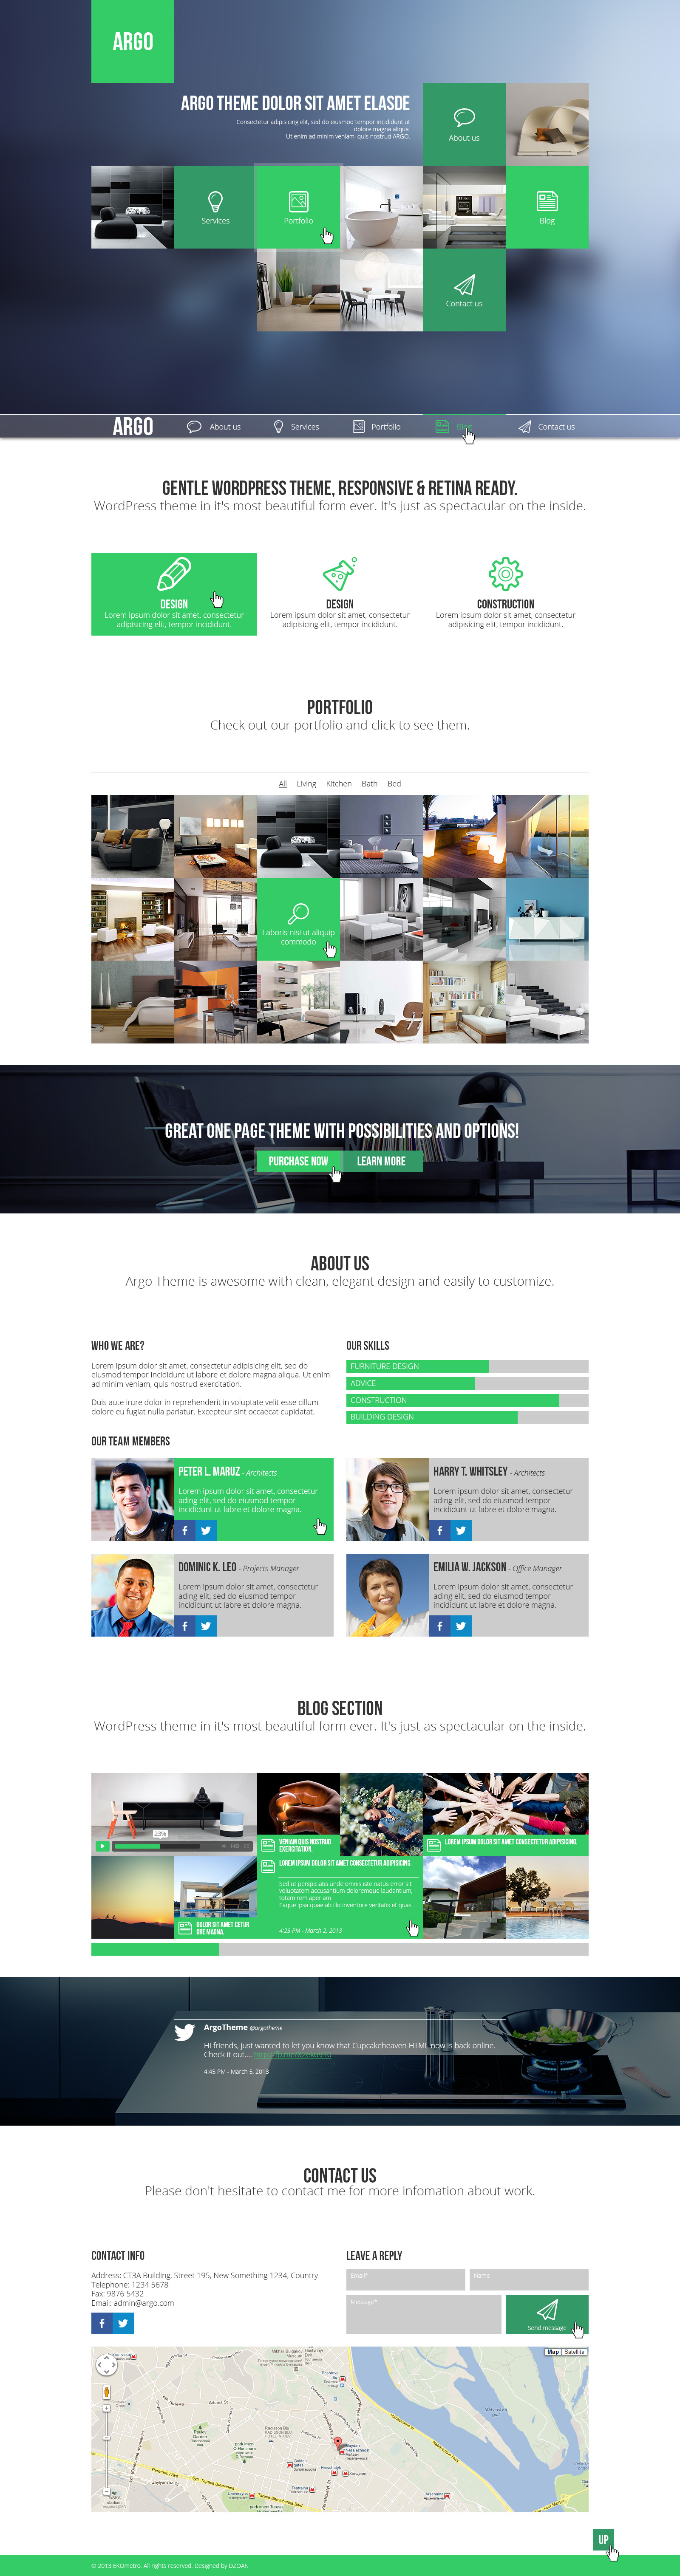 ARGO
ARGO THEME DOLOR SIT AMET ELASDE
Consectetur adipisicing elit, sed do eiusmod tempor incididunt ut
dolore magna aliqua.
Ut enim ad minim veniam, quis nostrud ARGO.
About us
Services
Portfolio
Blog
Contact us
ARGO
About us
Services
Portfolio
Blog
Contact us
GENTLE WORDPRESS THEME, RESPONSIVE & RETINA READY.
WordPress theme in it's most beautiful form ever. It's just as spectacular on the inside.
DESIGN
Lorem ipsum dolor sit amet, consectetur
adipisicing elit, tempor incididunt.
DESIGN
Lorem ipsum dolor sit amet, consectetur
adipisicing elit, tempor incididunt.
CONSTRUCTION
Lorem ipsum dolor sit amet, consectetur
adipisicing elit, tempor incididunt.
PORTFOLIO
Check out our portfolio and click to see them.
All Living Kitchen Bath Bed
Laboris nisi ut aliquip
commodo
GREAT ONE PAGE THEME WITH POSSIBILITIES AND OPTIONS!
PURCHASE NOW
LEARN MORE
ABOUT US
Argo Theme is awesome with clean, elegant design and easily to customize.
WHO WE ARE?
Lorem ipsum dolor sit amet, consectetur adipisicing elit, sed do
eiusmod tempor incididunt ut labore et dolore magna aliqua. Ut enim
ad minim veniam, quis nostrud exercitation.
Duis aute irure dolor in reprehenderit in voluptate velit esse cillum
dolore eu fugiat nulla pariatur. Excepteur sint occaecat cupidatat.
OUR SKILLS
FURNITURE DESIGN
ADVICE
CONSTRUCTION
BUILDING DESIGN
OUR TEAM MEMBERS
PETER L. MARUZ - Architects
Lorem ipsum dolor sit amet, consectetur
ading elit, sed do eiusmod tempor
incididunt ut labre et dolore magna.
HARRY T. WHITSLEY - Architects
Lorem ipsum dolor sit amet, consectetur
ading elit, sed do eiusmod tempor
incididunt ut labre et dolore magna.
DOMINIC K. LEO - Projects Manager
Lorem ipsum dolor sit amet, consectetur
ading elit, sed do eiusmod tempor
incididunt ut labre et dolore magna.
EMILIA W. JACKSON - Office Manager
Lorem ipsum dolor sit amet, consectetur
ading elit, sed do eiusmod tempor
incididunt ut labre et dolore magna.
BLOG SECTION
WordPress theme in it's most beautiful form ever. It's just as spectacular on the inside.
VENIAM QUIS NOSTRUD
EXERCITATION.
LOREM IPSUM DOLOR SIT AMET CONSECTETUR ADIPISICING.
LOREM IPSUM DOLOR SIT AMET CONSECTETUR ADIPISICING.
Sed ut perspiciatis unde omnis iste natus error sit
voluptatem accusantium doloremque laudantium,
totam rem aperiam
Eaque ipsa quae ab illo inventore veritatis et quasi
4:23 PM - March 2, 2013
DOLOR SIT AMET CETUR
ORE MAGNA.
ArgoTheme @argotheme
Hi friends, just wanted to let you know that Cupcakeheaven HTML now is back online.
Check it out....
4:45 PM - March 5, 2013
CONTACT US
Please don't hesitate to contact me for more infomation about work.
CONTACT INFO
Address: CT3A Building, Street 195, New Something 1234, Country
Telephone: 1234 5678
Fax: 9876 5432
Email: admin@argo.com
LEAVE A REPLY
Email*
Name
Message*
Send message
Map Satellite
UP
© 2013 EKOmetro. All rights reserved. Designed by DZOAN